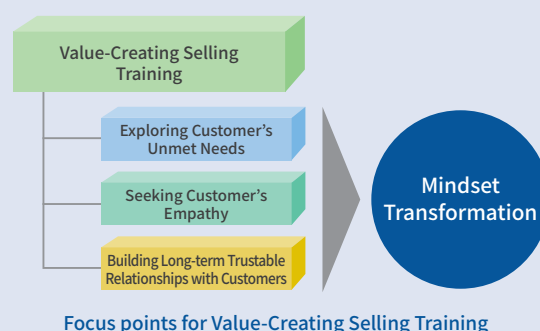 Value-Creating Selling
Training
Exploring Customer's
Unmet Needs
Seeking Customer's
Empathy
Building Long-term Trustable
Relationships with Customers
Mindset
Transformation
Focus points for Value-Creating Selling Training